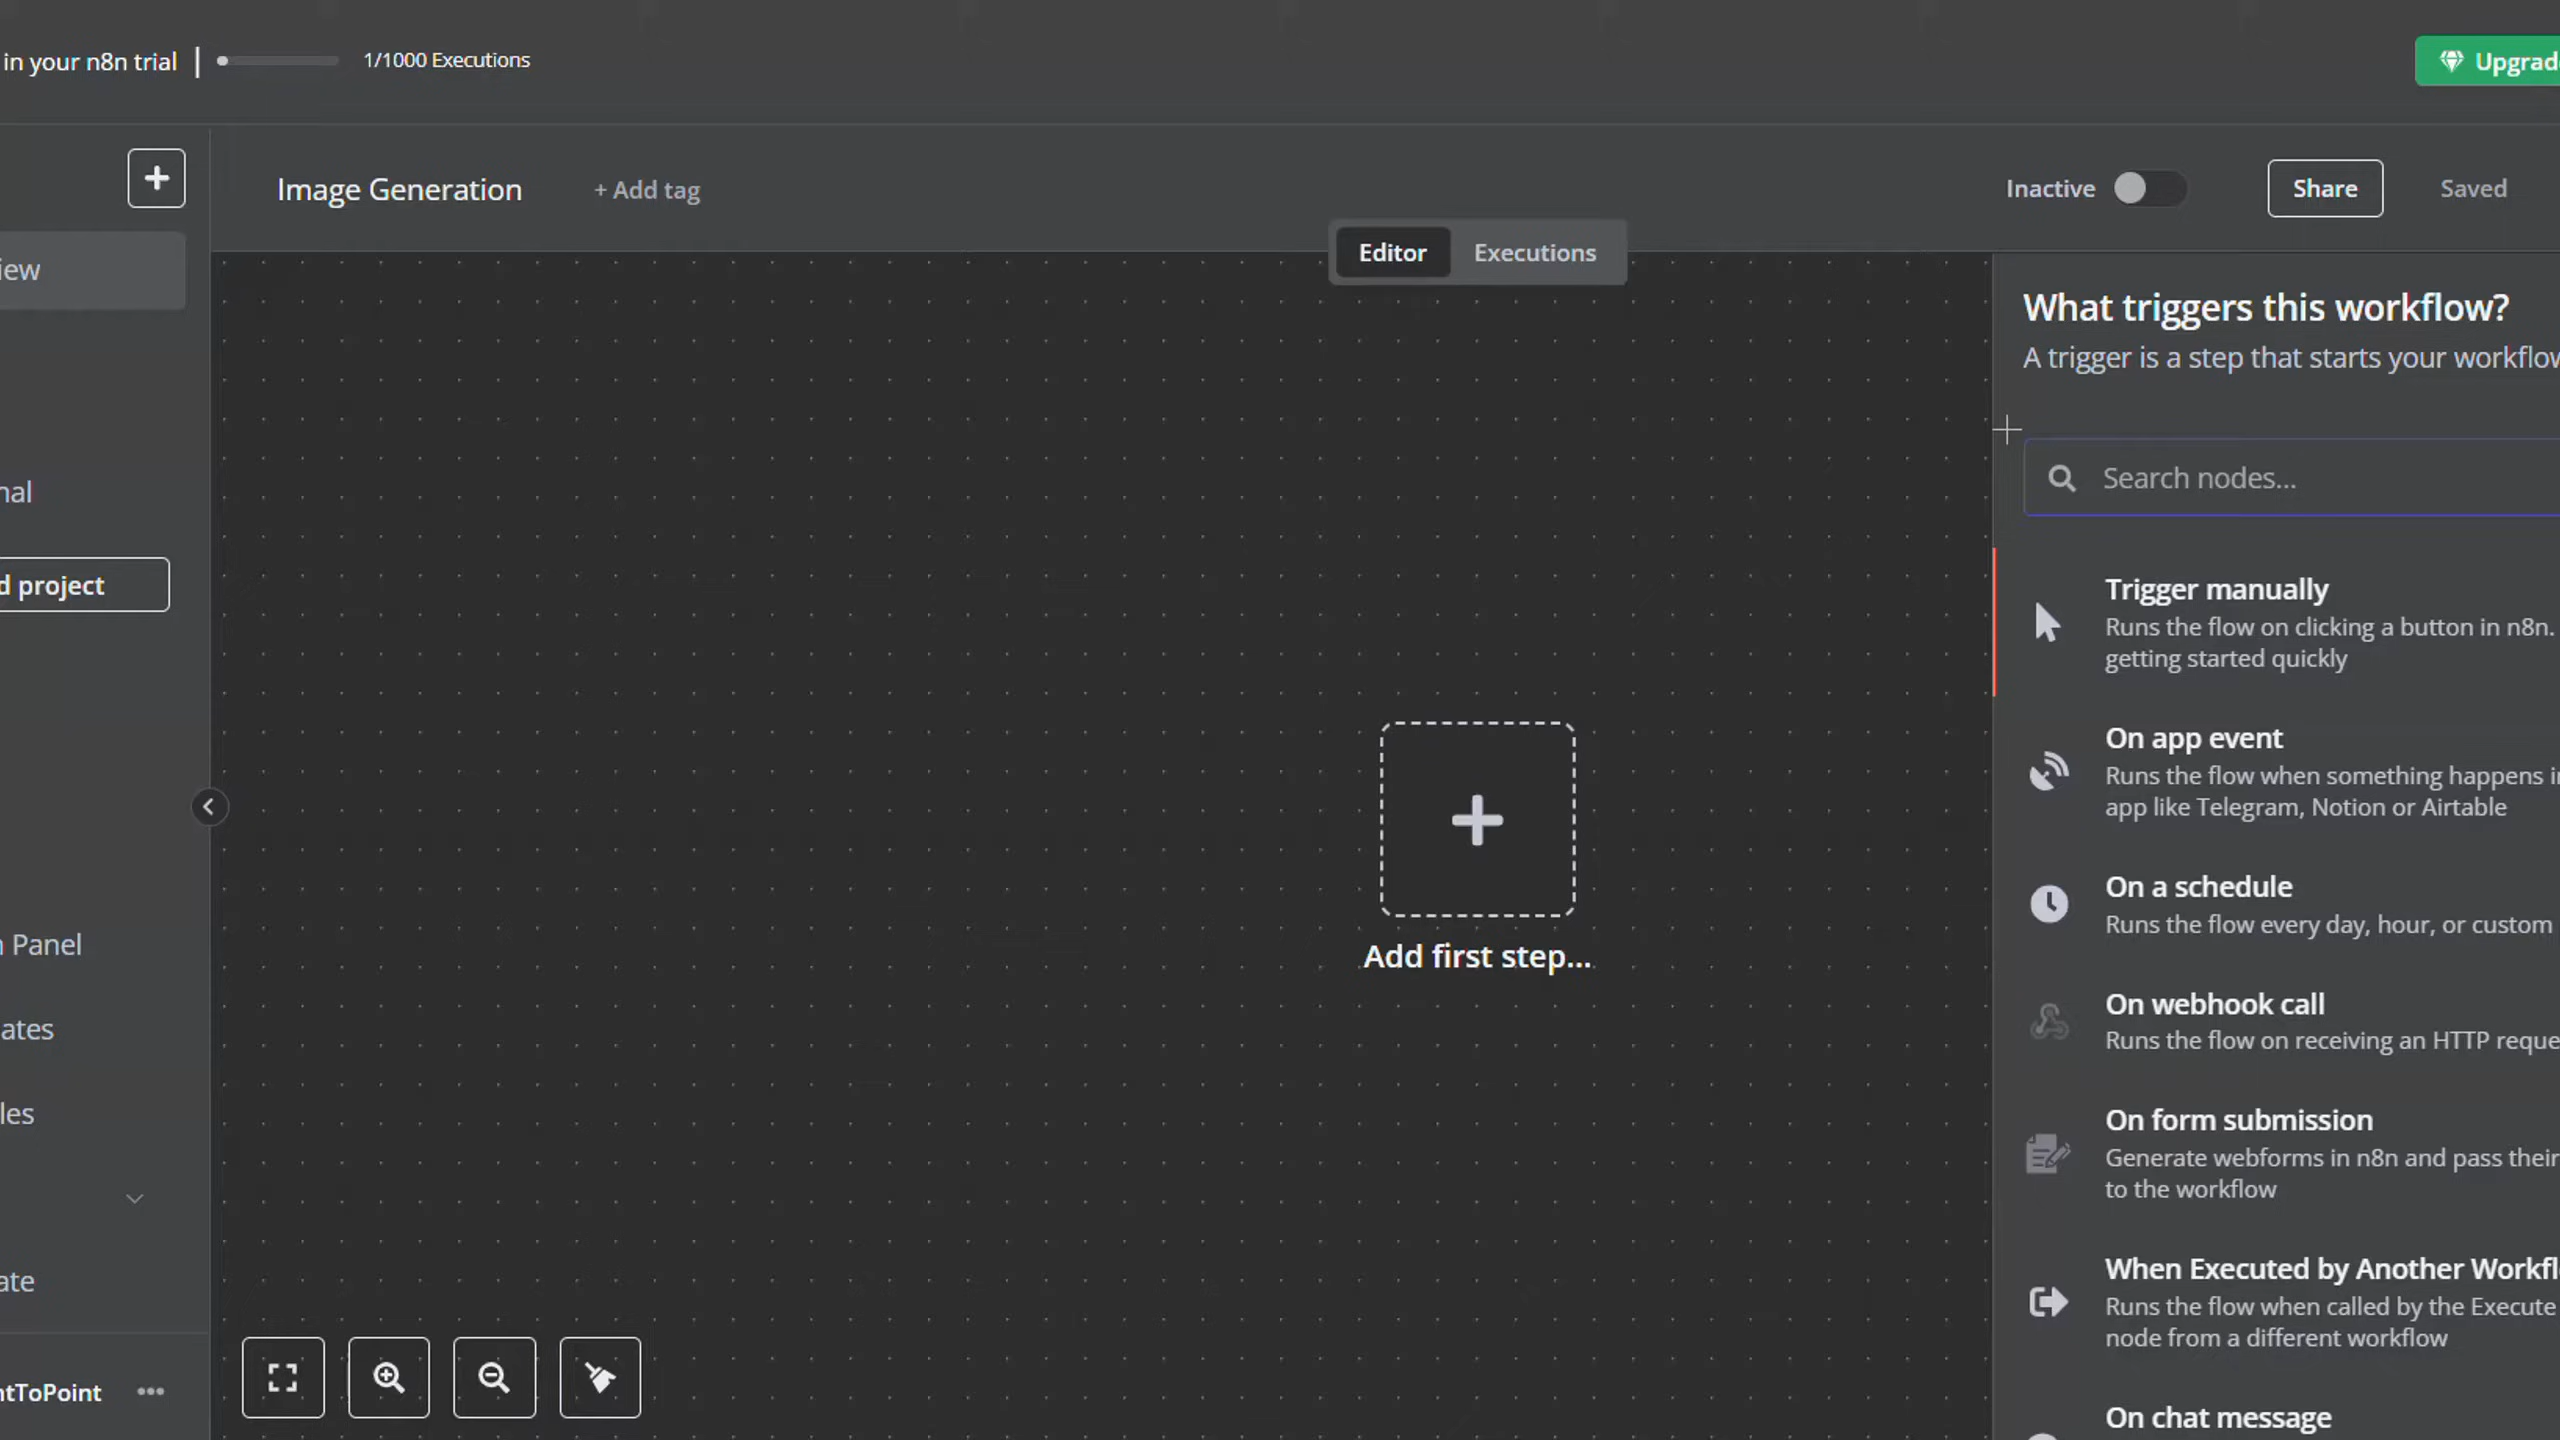 in your n8n trial
1/1000 Executions
Upgrad
Image Generation
+ Add tag
Inactive
Share
Saved
iew
Editor
Executions
What triggers this workflow?
A trigger is a step that starts your workflow
Search nodes...
nal
d project
Trigger manually
Runs the flow on clicking a button in n8n.
getting started quickly
On app event
Runs the flow when something happens in
app like Telegram, Notion or Airtable
On a schedule
Runs the flow every day, hour, or custom
Add first step...
n Panel
On webhook call
Runs the flow on receiving an HTTP reque
ates
les
On form submission
Generate webforms in n8n and pass their
to the workflow
ate
When Executed by Another Workfl
Runs the flow when called by the Execute
node from a different workflow
ntToPoint
On chat message